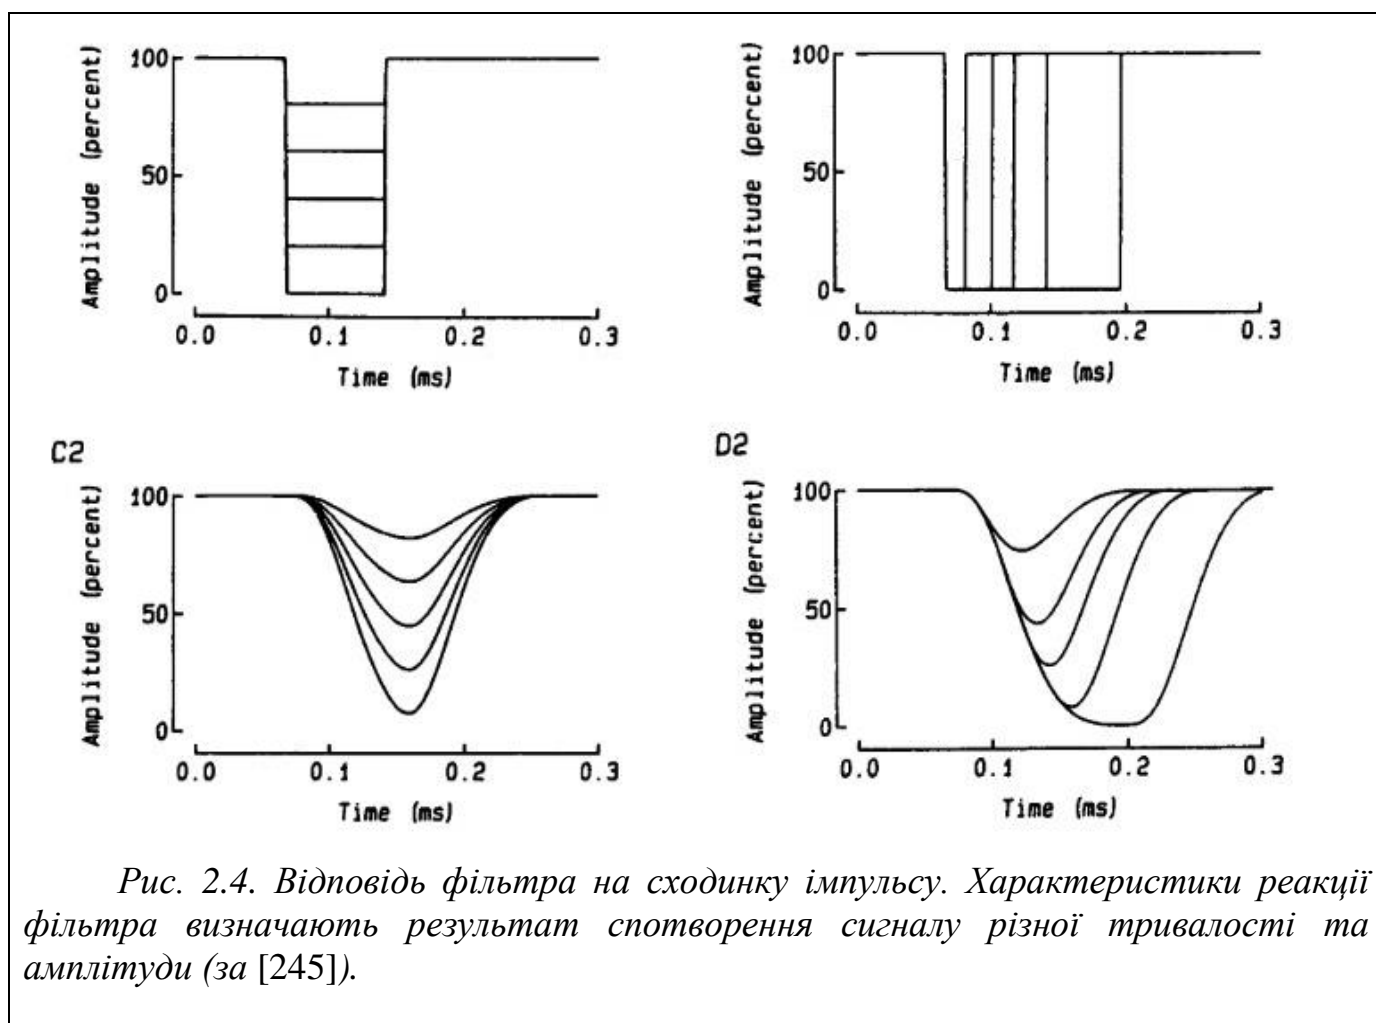 Amplitude (percent)
100
50
0
0.0 0.1 0.2 0.3
Time (ms)
Amplitude (percent)
100
50
0
0.0 0.1 0.2 0.3
Time (ms)
C2
Amplitude (percent)
100
50
0
0.0 0.1 0.2 0.3
Time (ms)
D2
Amplitude (percent)
100
50
0
0.0 0.1 0.2 0.3
Time (ms)
Рис. 2.4. Відповідь фільтра на сходинку імпульсу. Характеристики реакції
фільтра визначають результат спотворення сигналу різної тривалості та
амплітуди (за [245]).